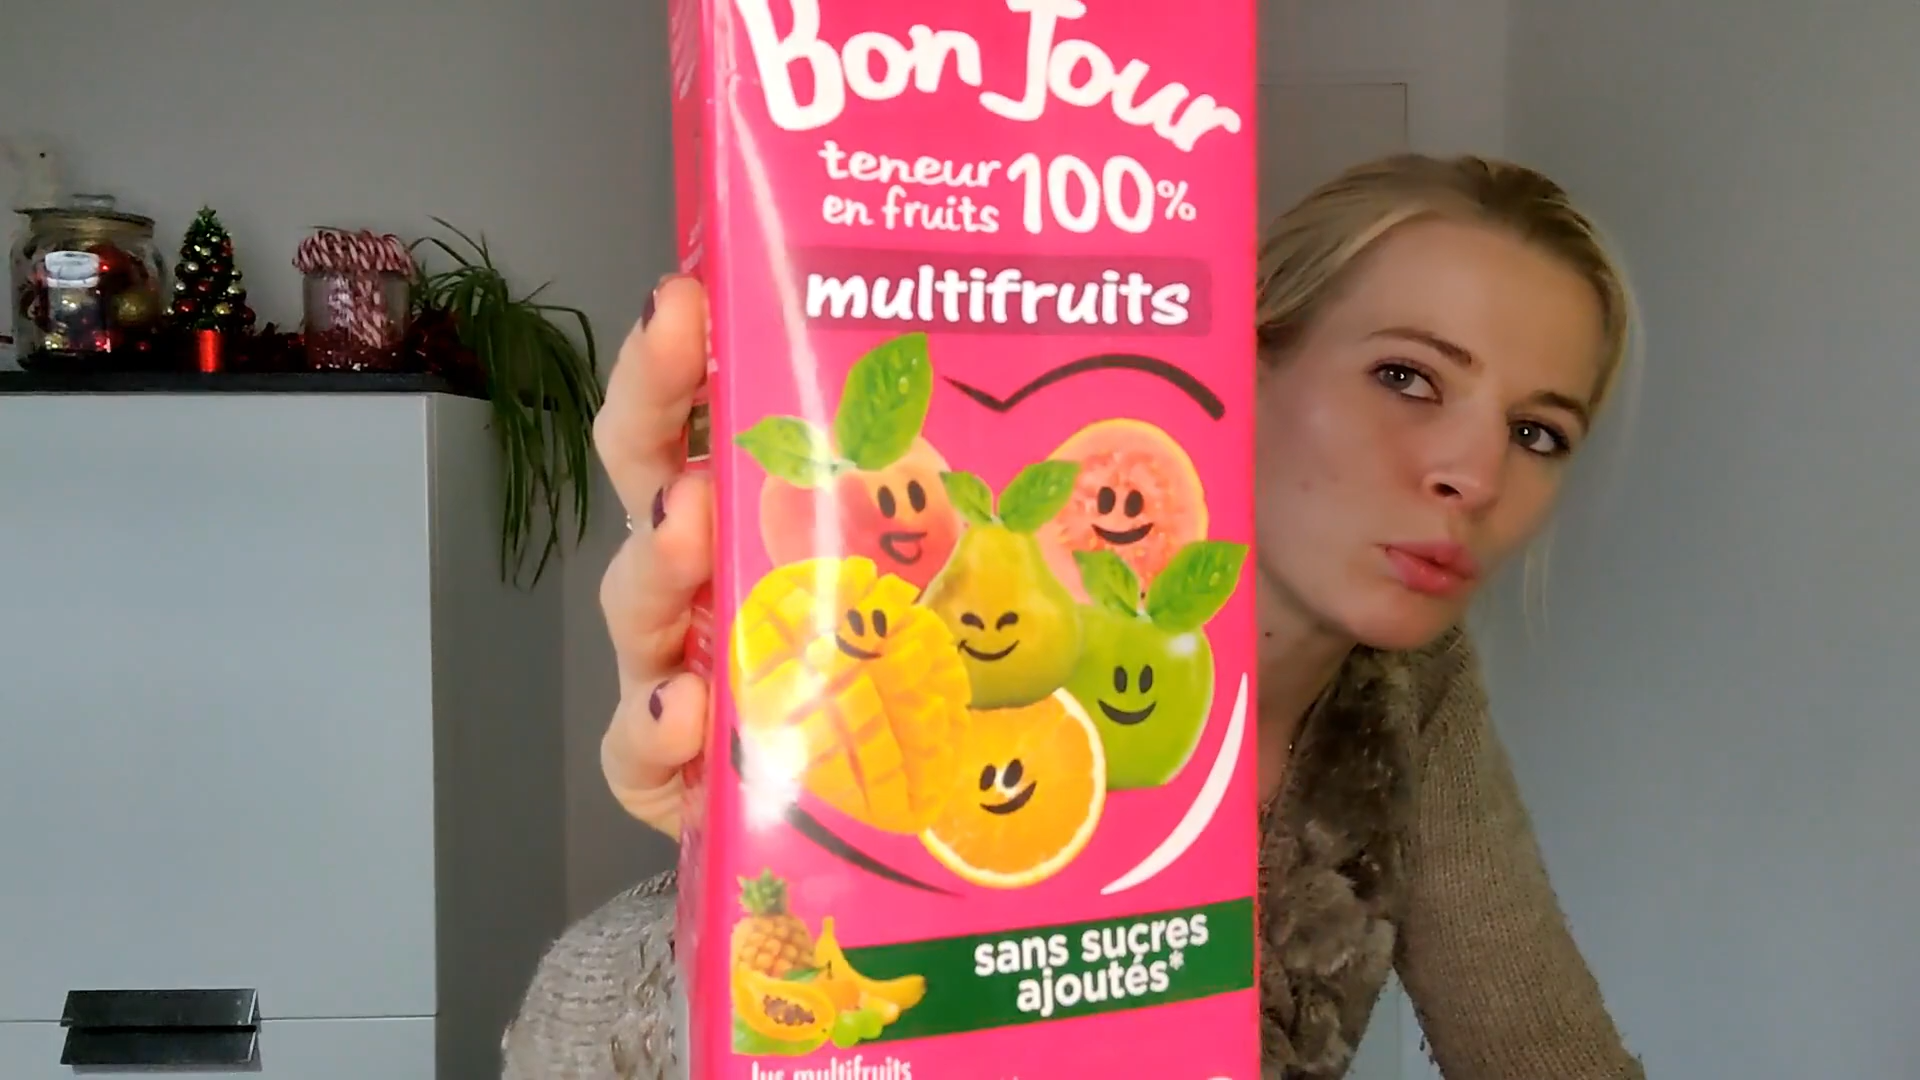 Bon Jour
teneur
en fruits 100%
multifruits
sans sucres
ajoutés*
jus multifruits